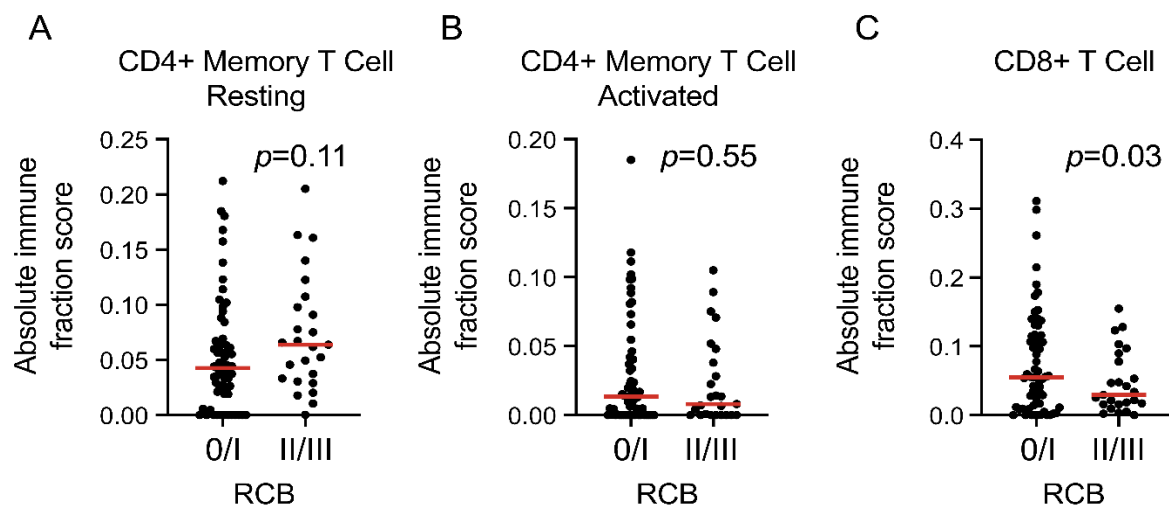 A
CD4+ Memory T Cell
Resting
Absolute immune
fraction score
0.25
0.20
0.15
0.10
0.05
0.00
p=0.11
0/I
II/III
RCB
B
CD4+ Memory T Cell
Activated
Absolute immune
fraction score
0.20
0.15
0.10
0.05
0.00
p=0.55
0/I
II/III
RCB
C
CD8+ T Cell
Absolute immune
fraction score
0.4
0.3
0.2
0.1
0.0
p=0.03
0/I
II/III
RCB